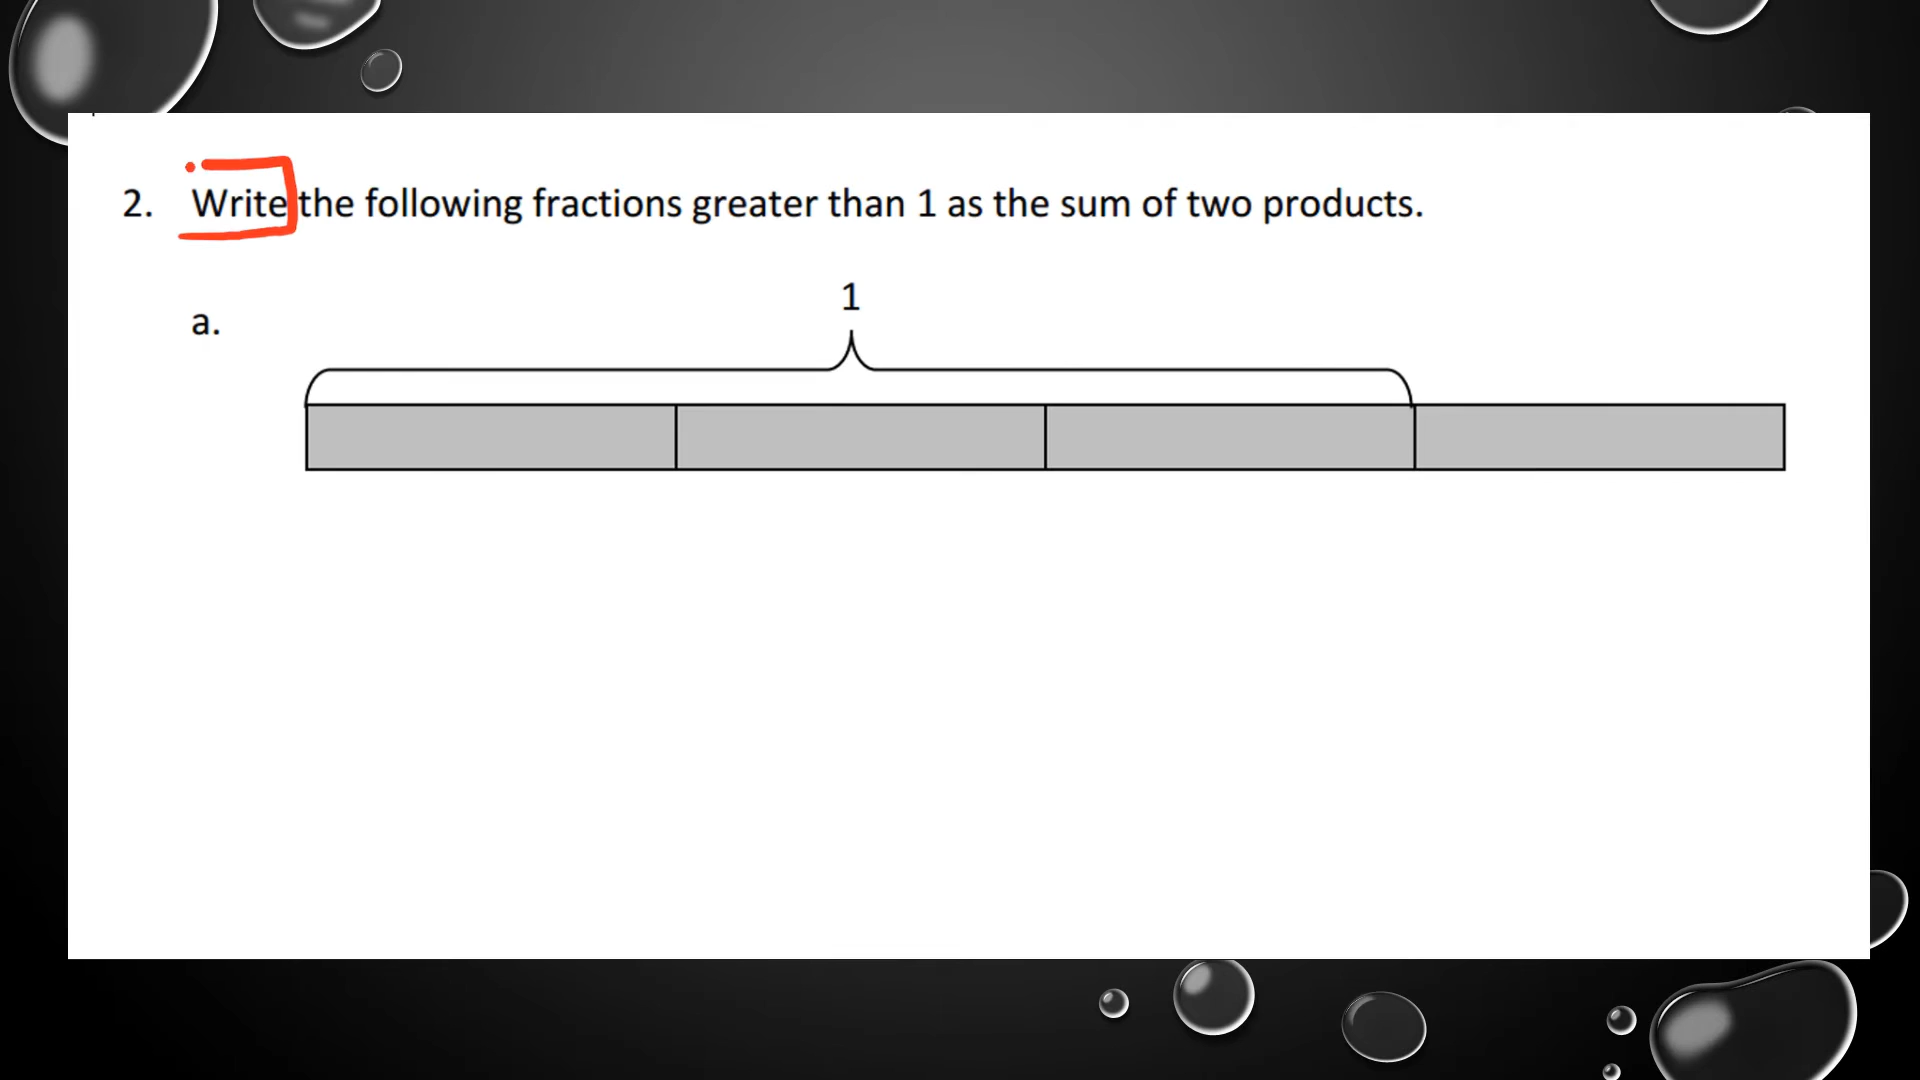 2. Write the following fractions greater than 1 as the sum of two products.
1
a.